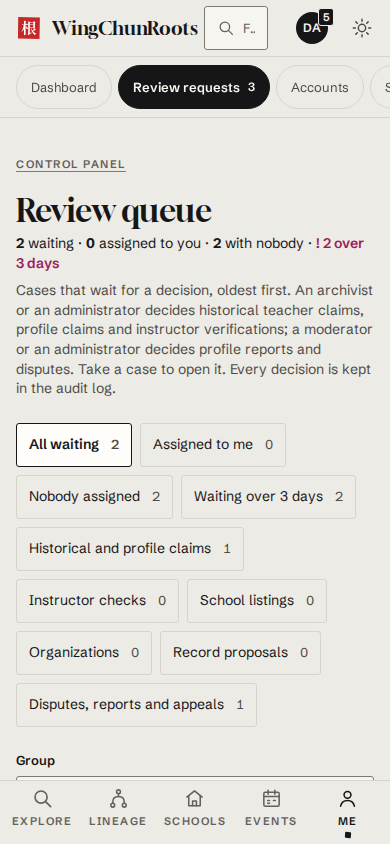 根 WingChunRoots F.. DA 5
Dashboard Review requests 3 Accounts S
CONTROL PANEL
Review queue
2 waiting · 0 assigned to you · 2 with nobody · ! 2 over
3 days
Cases that wait for a decision, oldest first. An archivist
or an administrator decides historical teacher claims,
profile claims and instructor verifications; a moderator
or an administrator decides profile reports and
disputes. Take a case to open it. Every decision is kept
in the audit log.
All waiting 2 Assigned to me 0
Nobody assigned 2 Waiting over 3 days 2
Historical and profile claims 1
Instructor checks 0 School listings 0
Organizations 0 Record proposals 0
Disputes, reports and appeals 1
Group
EXPLORE LINEAGE SCHOOLS EVENTS ME